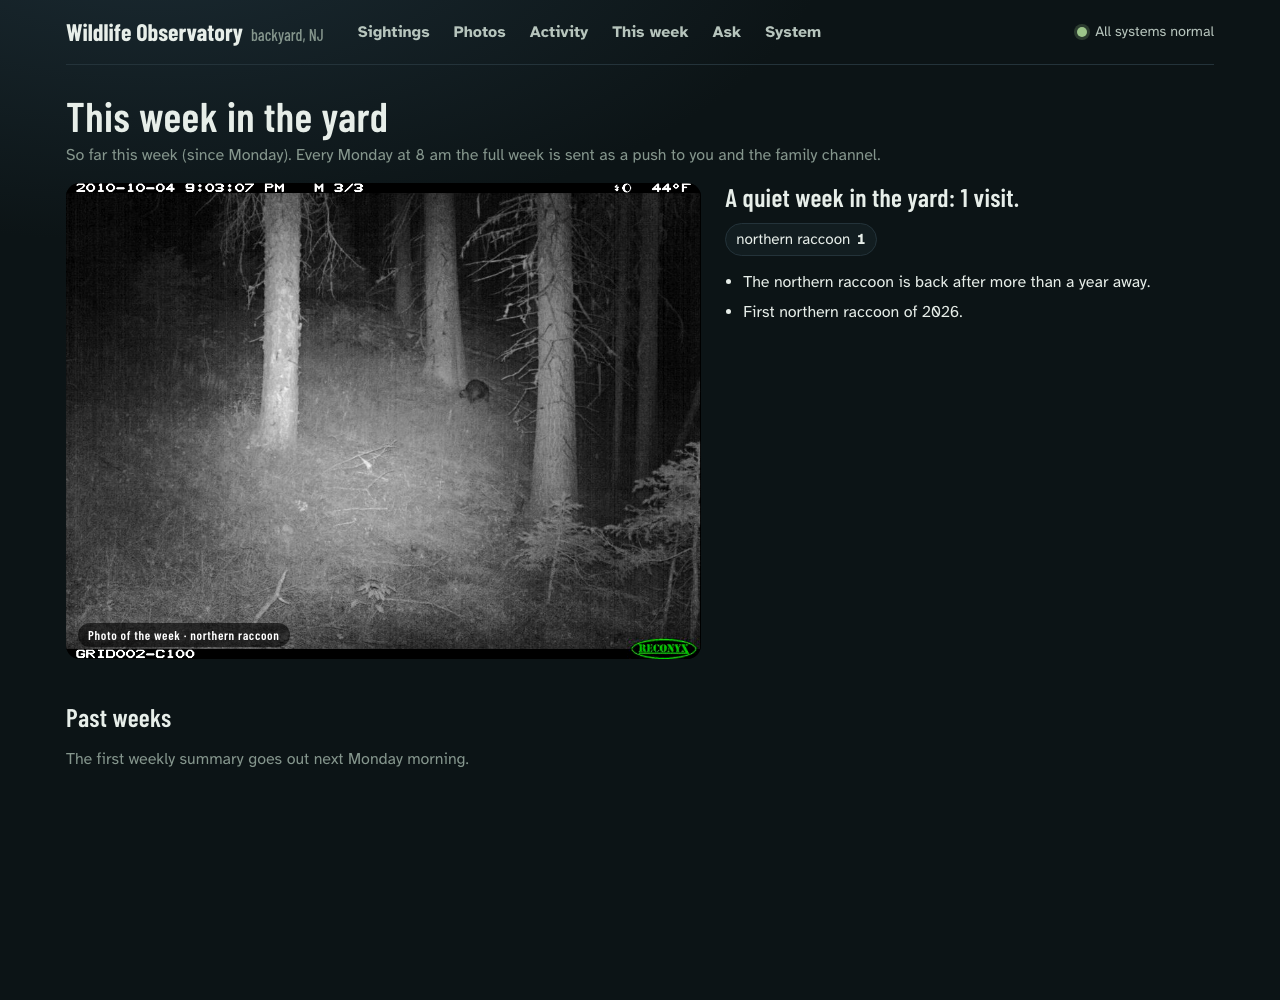 Wildlife Observatory backyard, NJ Sightings Photos Activity This week Ask System All systems normal
This week in the yard
So far this week (since Monday). Every Monday at 8 am the full week is sent as a push to you and the family channel.
2010-10-04 9:03:07 PM M 3/3 44°F
A quiet week in the yard: 1 visit.
northern raccoon 1
The northern raccoon is back after more than a year away.
First northern raccoon of 2026.
Photo of the week · northern raccoon
GRID002-C100
RECONYX
Past weeks
The first weekly summary goes out next Monday morning.